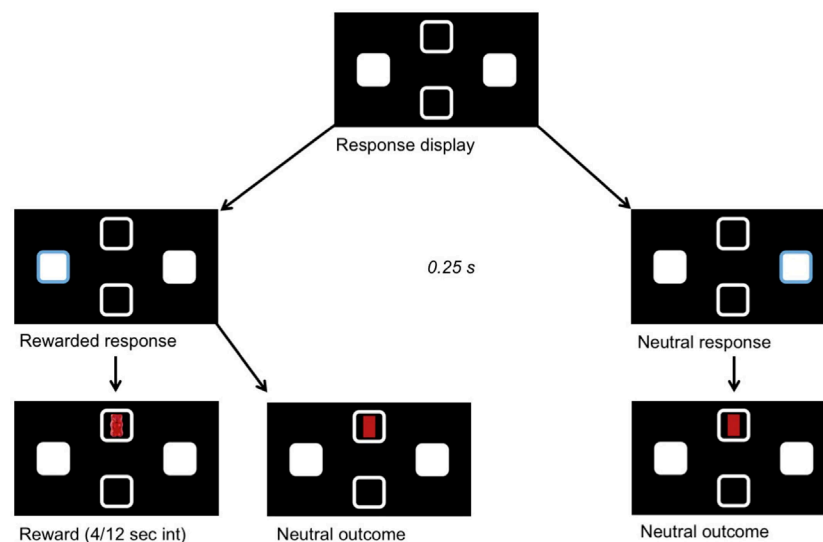 Response display
0.25 s
Rewarded response
Neutral response
Reward (4/12 sec int)
Neutral outcome
Neutral outcome